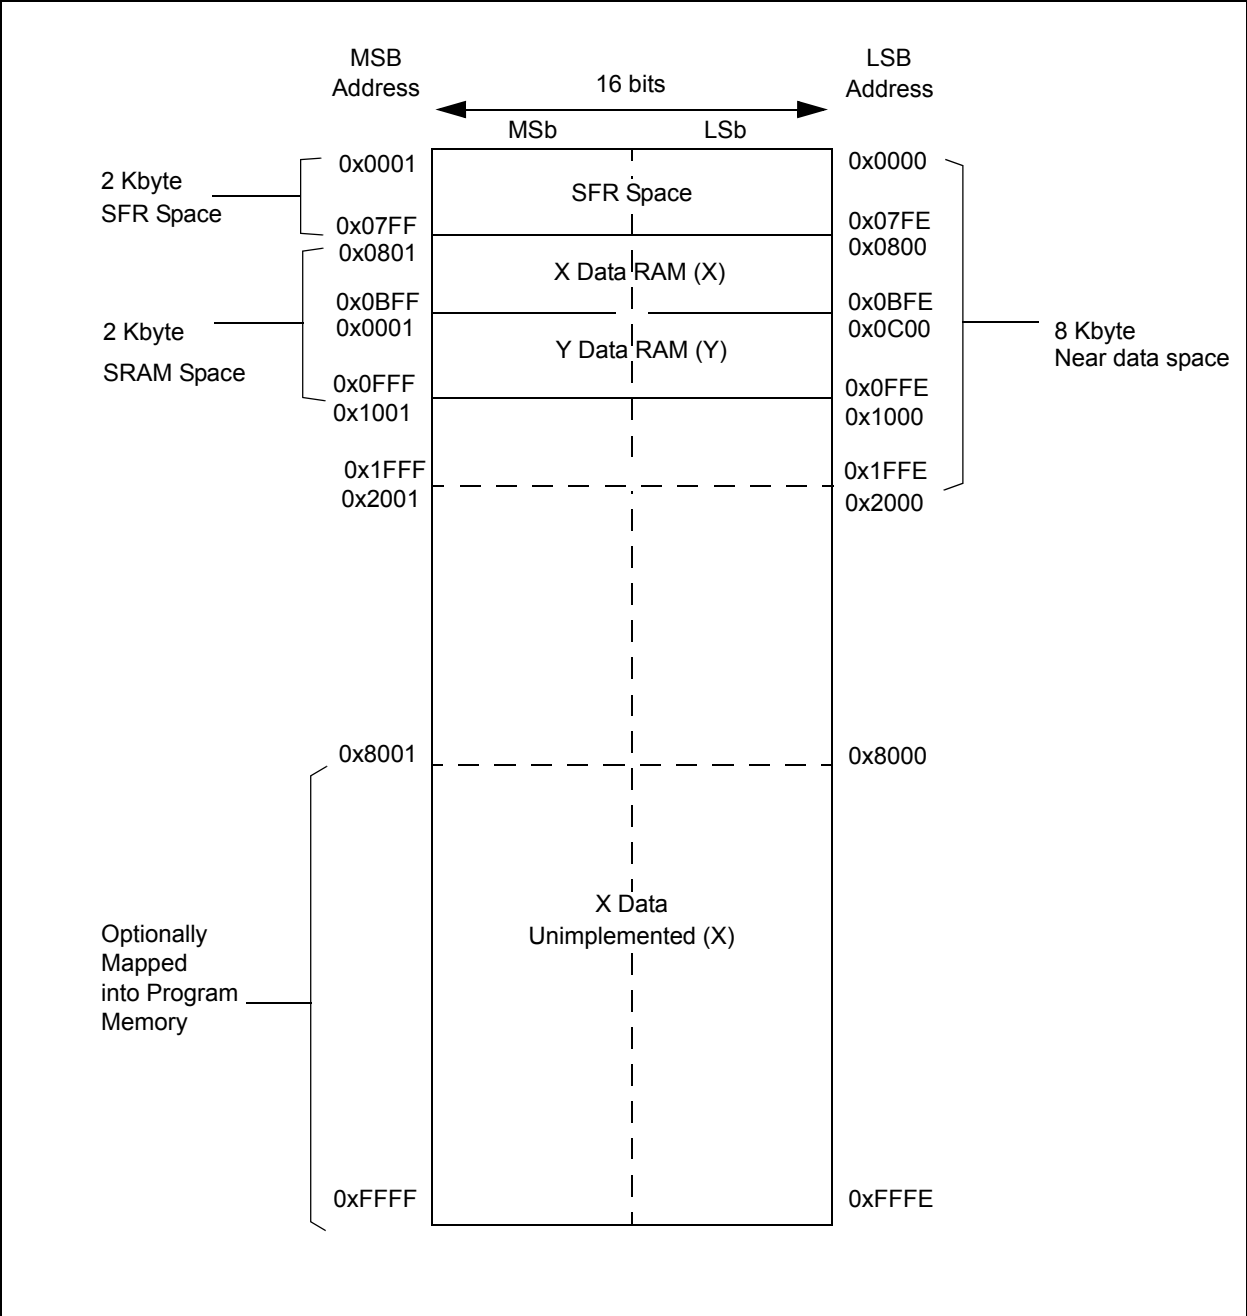 MSB
Address
LSB
Address
16 bits
MSb
LSb
2 Kbyte
SFR Space
0x0001
SFR Space
0x0000
0x07FF
0x07FE
0x0801
0x0800
X Data RAM (X)
2 Kbyte
SRAM Space
0x0BFF
0x0BFE
0x0001
0x0C00
Y Data RAM (Y)
8 Kbyte
Near data space
0x0FFF
0x0FFE
0x1001
0x1000
0x1FFF
0x1FFE
0x2001
0x2000
0x8001
0x8000
X Data
Unimplemented (X)
Optionally
Mapped
into Program
Memory
0xFFFF
0xFFFE